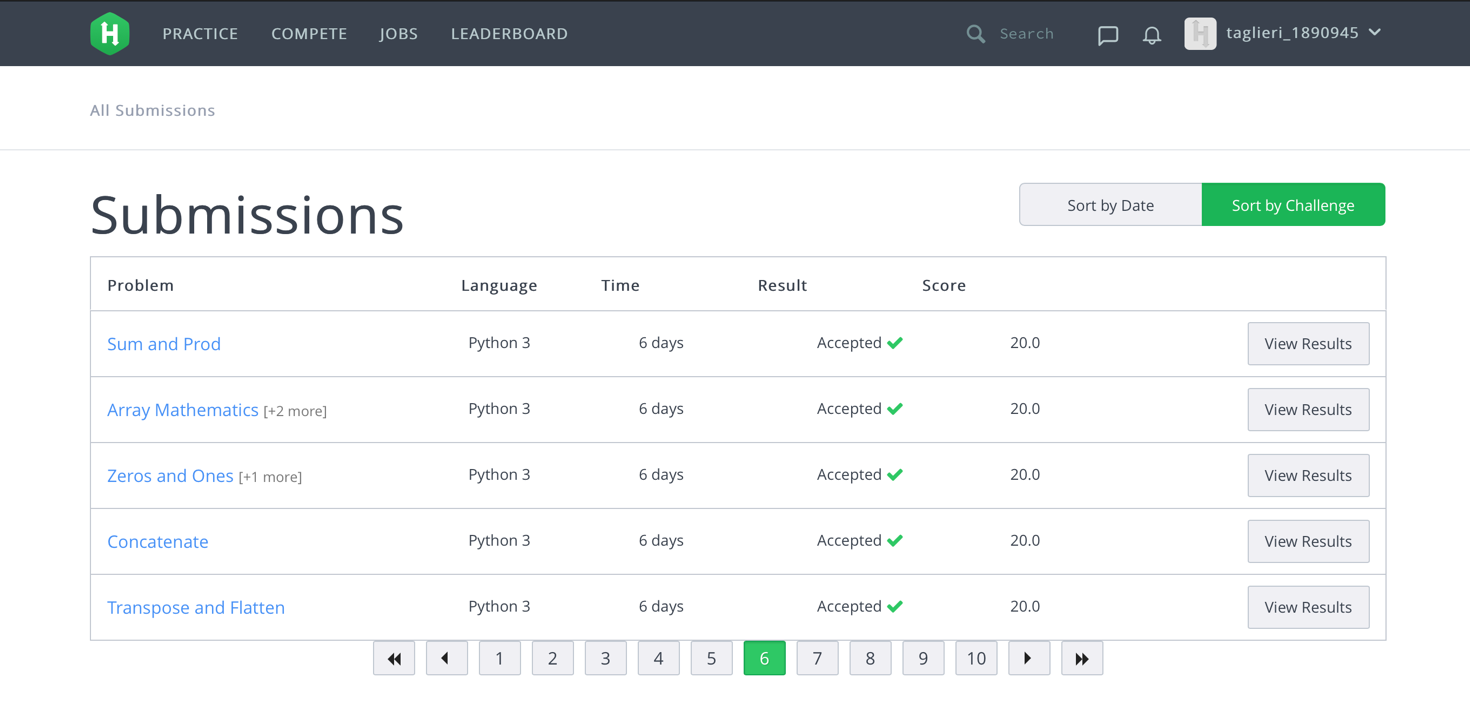 PRACTICE COMPETE JOBS LEADERBOARD Search taglieri_1890945
All Submissions
Submissions
Sort by Date Sort by Challenge
Problem Language Time Result Score
Sum and Prod Python 3 6 days Accepted 20.0 View Results
Array Mathematics [+2 more] Python 3 6 days Accepted 20.0 View Results
Zeros and Ones [+1 more] Python 3 6 days Accepted 20.0 View Results
Concatenate Python 3 6 days Accepted 20.0 View Results
Transpose and Flatten Python 3 6 days Accepted 20.0 View Results
1 2 3 4 5 6 7 8 9 10